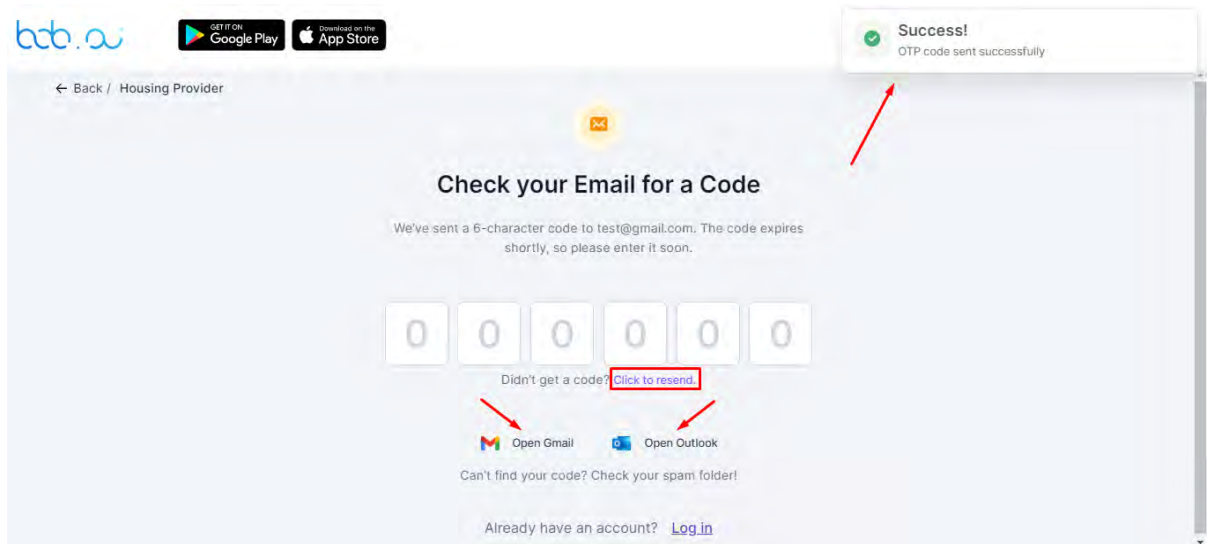 bob.ai
GET IT ON
Google Play
Download on the
App Store
Success!
OTP code sent successfully
← Back / Housing Provider
Check your Email for a Code
We've sent a 6-character code to test@gmail.com. The code expires
shortly, so please enter it soon.
0 0 0 0 0 0
Didn't get a code? Click to resend.
Open Gmail Open Outlook
Can't find your code? Check your spam folder!
Already have an account? Log in